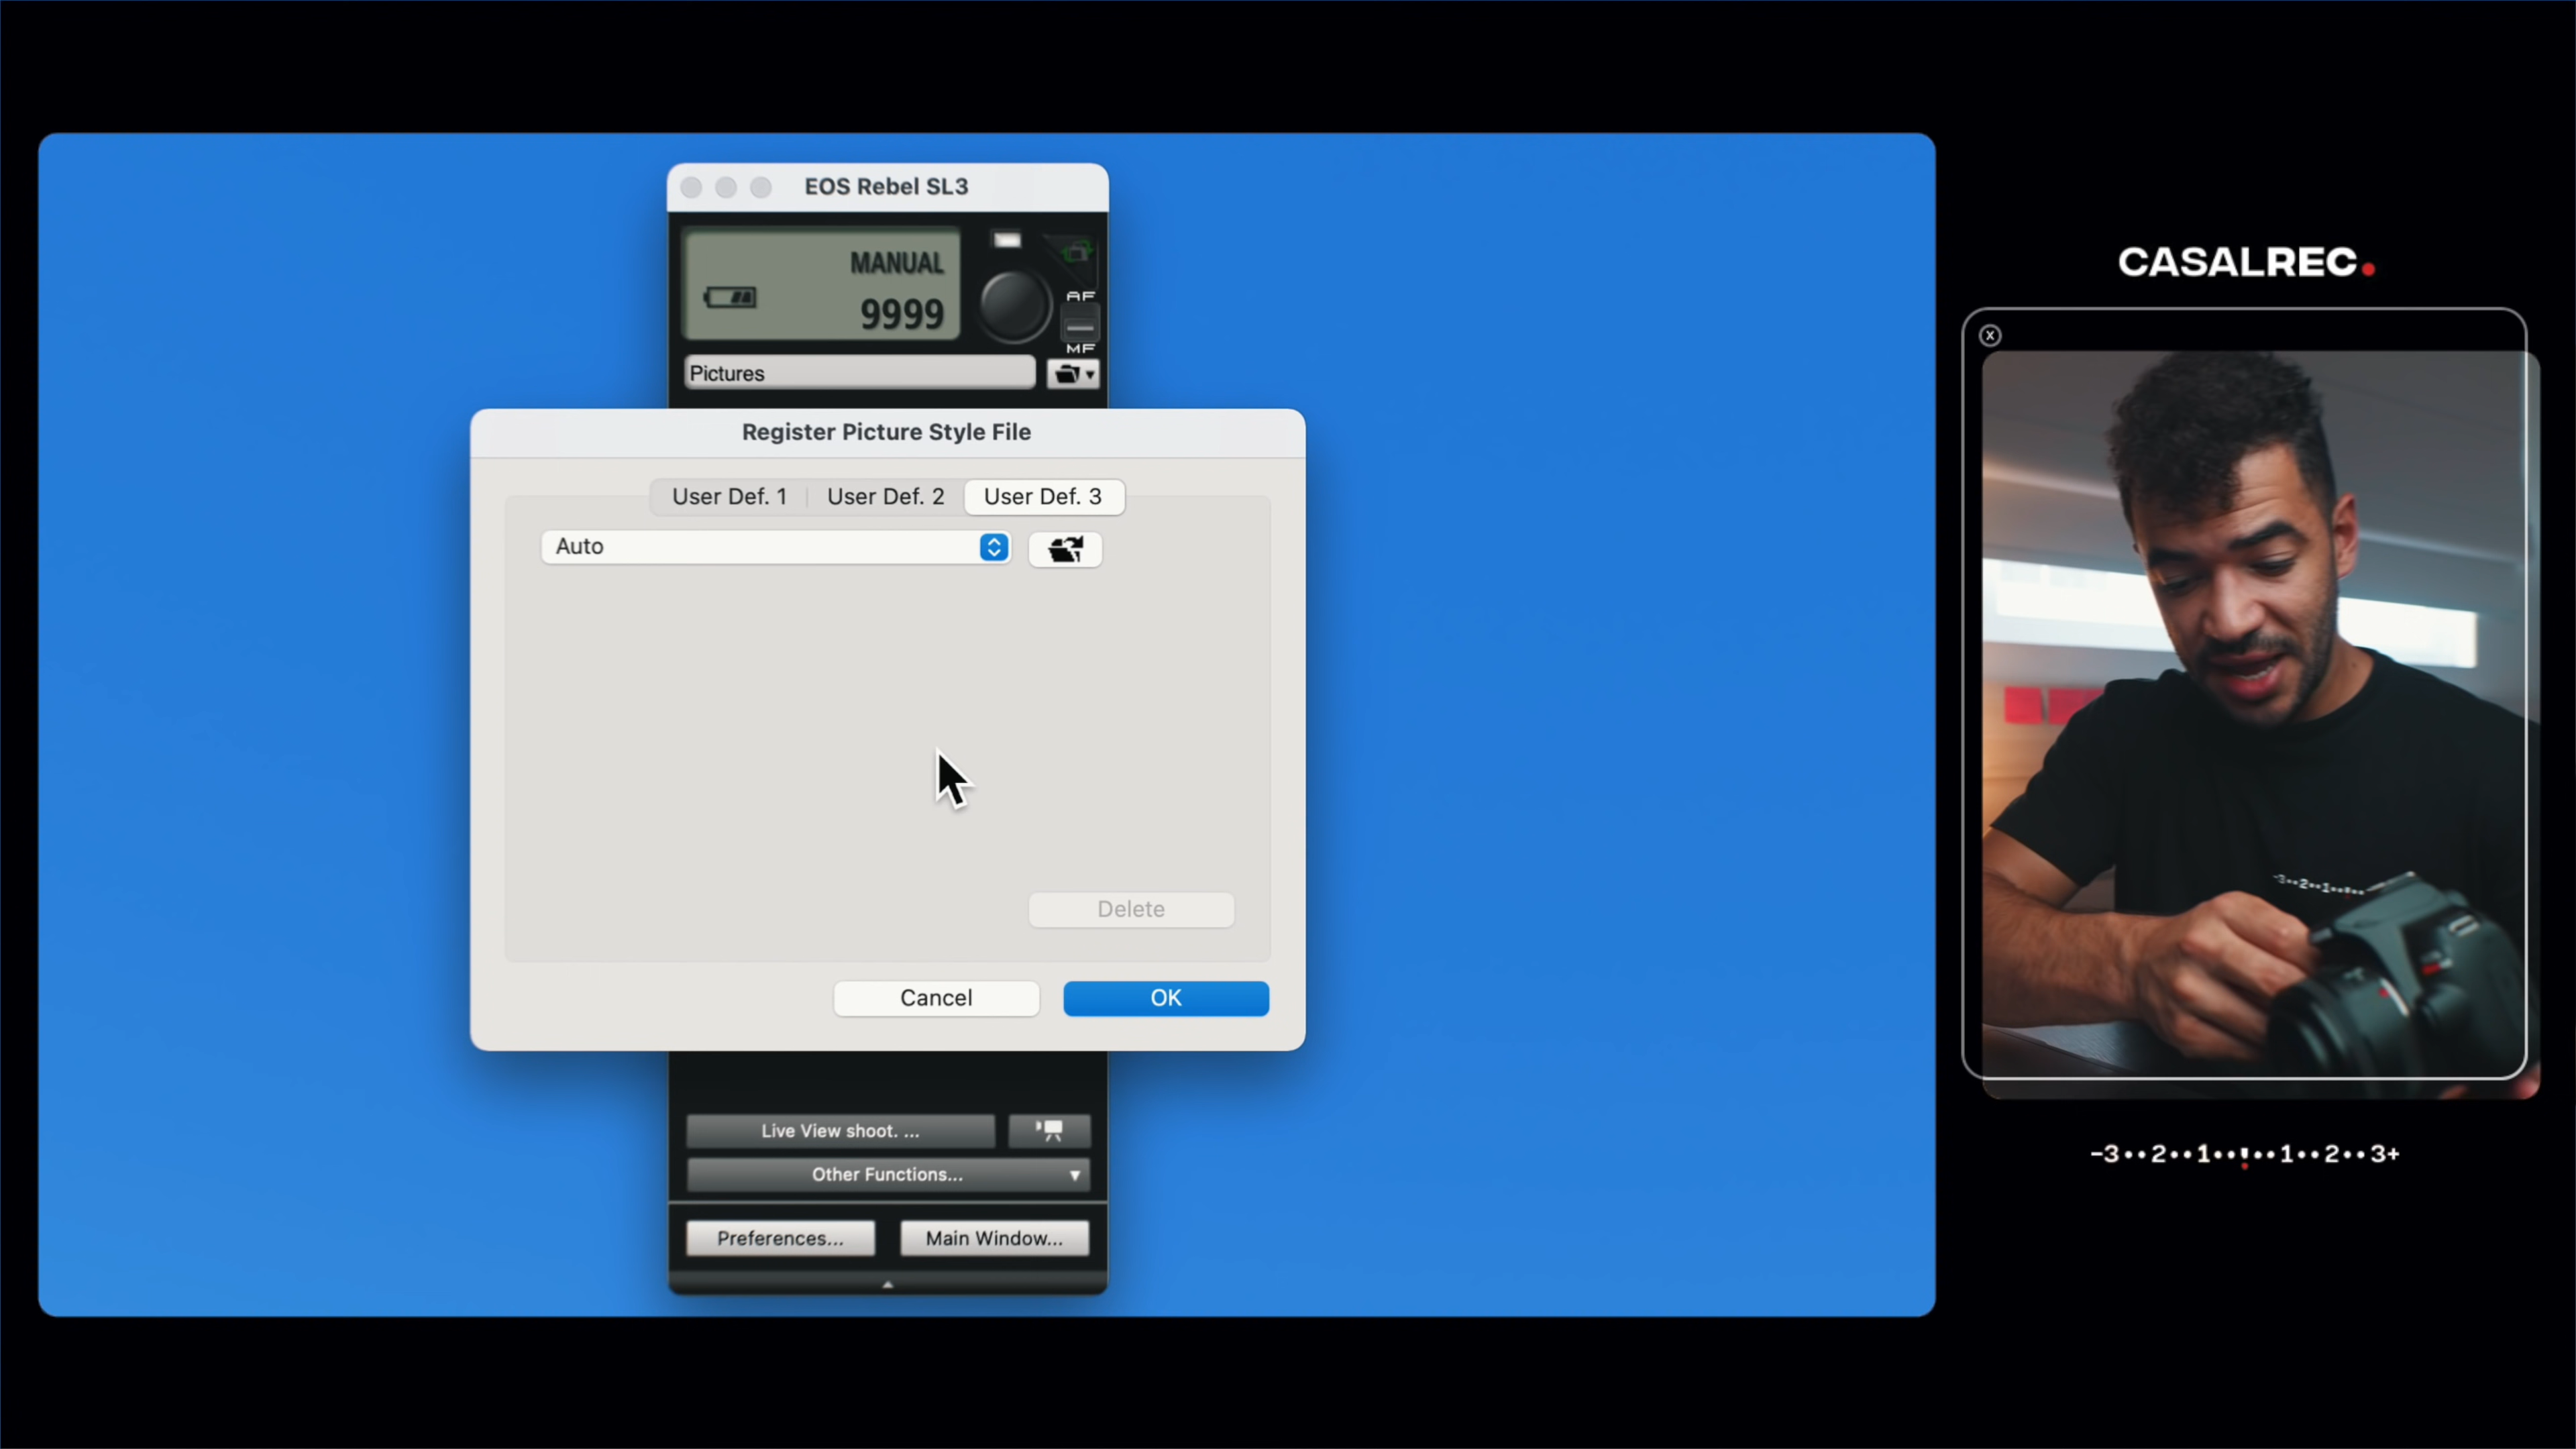 EOS Rebel SL3
MANUAL
9999
AF
MF
Pictures
Register Picture Style File
User Def. 1
User Def. 2
User Def. 3
Auto
Delete
Cancel
OK
Live View shoot. ...
Other Functions...
Preferences...
Main Window...
CASALREC.
X
-3••2••1••!••1••2••3+